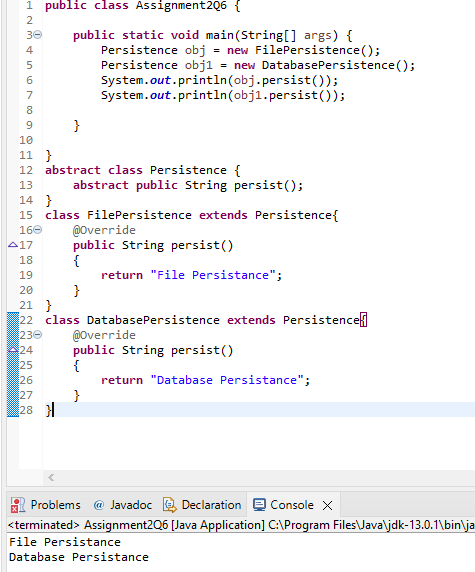 1 public class Assignment2Q6 {
2
3 public static void main(String[] args) {
4 Persistence obj = new FilePersistence();
5 Persistence obj1 = new DatabasePersistence();
6 System.out.println(obj.persist());
7 System.out.println(obj1.persist());
8
9 }
10
11 }
12 abstract class Persistence {
13 abstract public String persist();
14 }
15 class FilePersistence extends Persistence{
16 @Override
17 public String persist()
18 {
19 return "File Persistance";
20 }
21 }
22 class DatabasePersistence extends Persistence{
23 @Override
24 public String persist()
25 {
26 return "Database Persistance";
27 }
28 }
Problems @ Javadoc Declaration Console
<terminated> Assignment2Q6 [Java Application] C:\Program Files\Java\jdk-13.0.1\bin\ja
File Persistance
Database Persistance